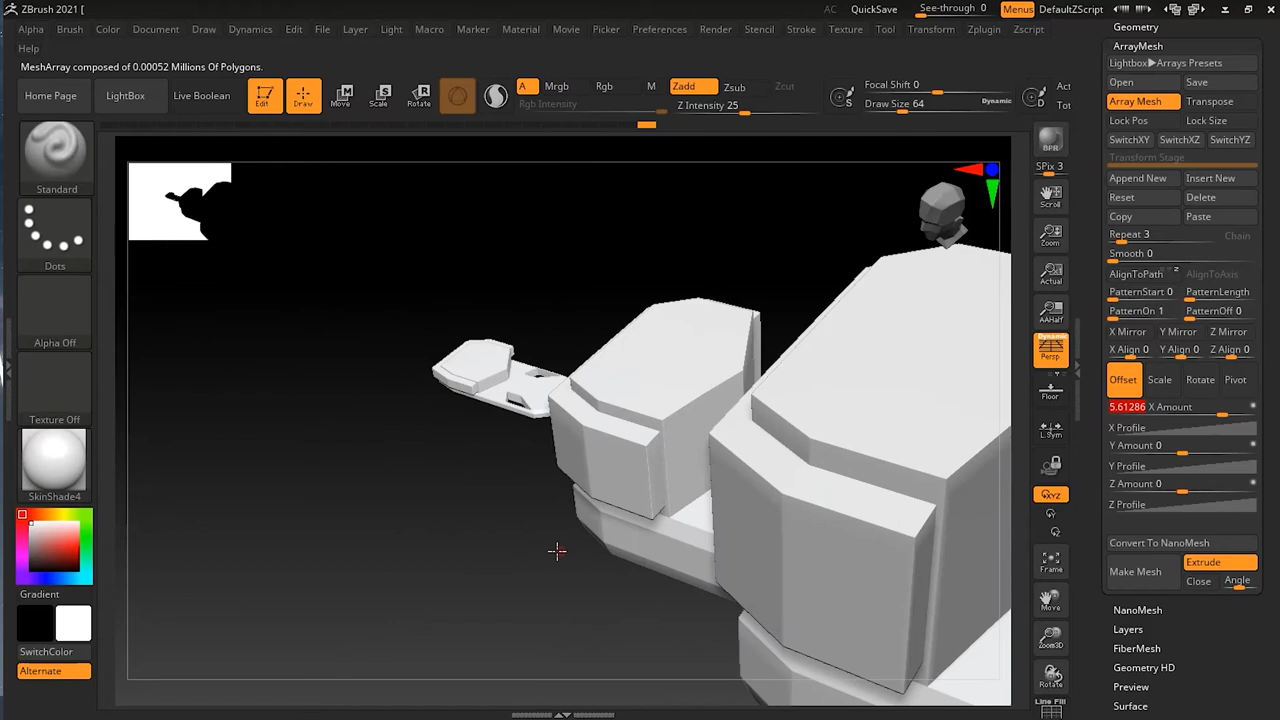 ZBrush 2021 [
AC QuickSave See-through 0 Menus DefaultZScript
Alpha Brush Color Document Draw Dynamics Edit File Layer Light Macro Marker Material Movie Picker Preferences Render Stencil Stroke Texture Tool Transform Zplugin Zscript
Help
MeshArray composed of 0.00052 Millions Of Polygons.
Home Page LightBox Live Boolean Edit Draw Move Scale Rotate
A Mrgb Rgb M Zadd Zsub Zcut
Rgb Intensity Z Intensity 25
Focal Shift 0
Draw Size 64 Dynamic
S D
Act
Tot
Standard
Dots
Alpha Off
Texture Off
SkinShade4
Gradient
SwitchColor
Alternate
BPR
SPix 3
Scroll
Zoom
Actual
AAHalf
Dynamic
Persp
Floor
L.Sym
XYZ
Y
Z
Frame
Move
Zoom3D
Rotate
Line Fill
Geometry
ArrayMesh
Lightbox▶Arrays Presets
Open Save
Array Mesh Transpose
Lock Pos Lock Size
SwitchXY SwitchXZ SwitchYZ
Transform Stage
Append New Insert New
Reset Delete
Copy Paste
Repeat 3 Chain
Smooth 0
AlignToPath z AlignToAxis
PatternStart 0 PatternLength
PatternOn 1 PatternOff 0
X Mirror Y Mirror Z Mirror
X Align 0 Y Align 0 Z Align 0
Offset Scale Rotate Pivot
5.61286 X Amount
X Profile
Y Amount 0
Y Profile
Z Amount 0
Z Profile
Convert To NanoMesh
Make Mesh Extrude
Close Angle
NanoMesh
Layers
FiberMesh
Geometry HD
Preview
Surface